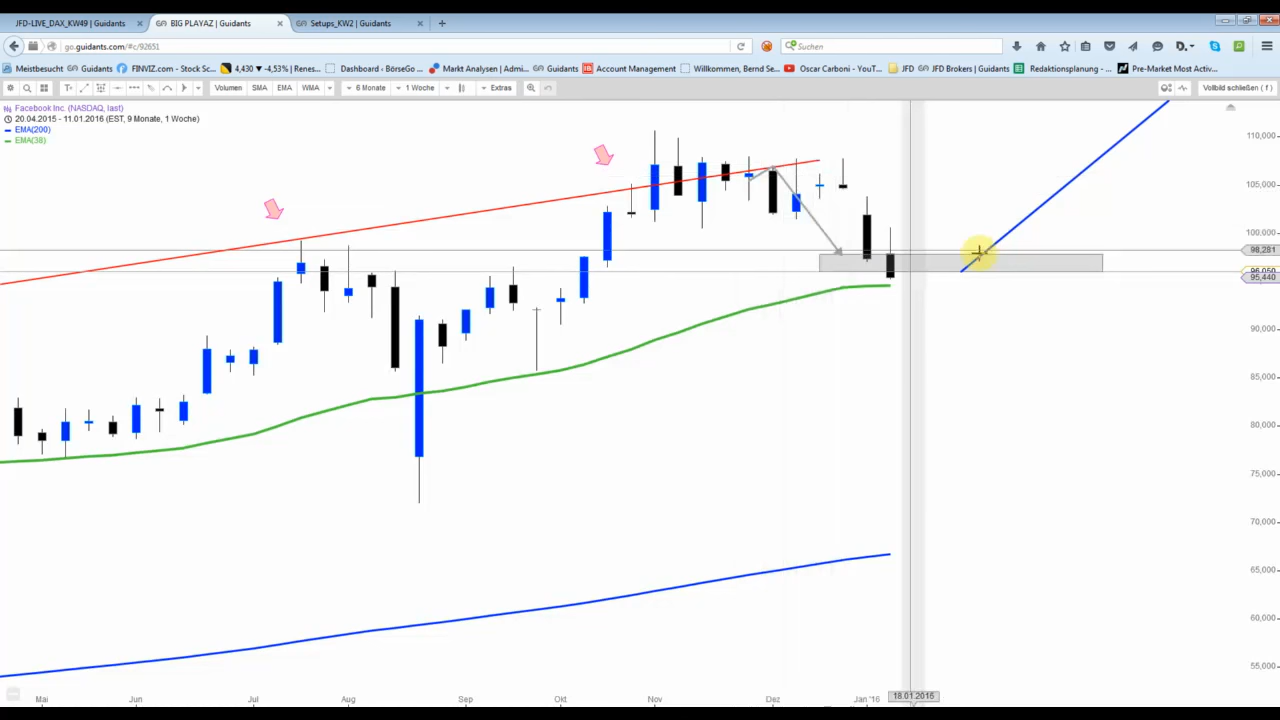 JFD-LIVE_DAX_KW49 | Guidants
BIG PLAYAZ | Guidants
Setups_KW2 | Guidants
go.guidants.com/#c/92651
Suchen
Meistbesucht
Guidants
FINVIZ.com - Stock Sc...
4,430 ▼ -4,53% | Renes...
Dashboard - BörseGo ...
Markt Analysen | Admi...
Guidants
Account Management
Willkommen, Bernd Se...
Oscar Carboni - YouT...
JFD
JFD Brokers | Guidants
Redaktionsplanung - ...
Pre-Market Most Activ...
Volumen
SMA
EMA
WMA
6 Monate
1 Woche
Extras
Vollbild schließen ( f )
Facebook Inc. (NASDAQ, last)
20.04.2015 - 11.01.2016 (EST, 9 Monate, 1 Woche)
EMA(200)
EMA(38)
110,000
105,000
100,000
98,281
96,050
95,440
90,000
85,000
80,000
75,000
70,000
65,000
60,000
55,000
Mai
Jun
Jul
Aug
Sep
Okt
Nov
Dez
Jan '16
18.01.2016